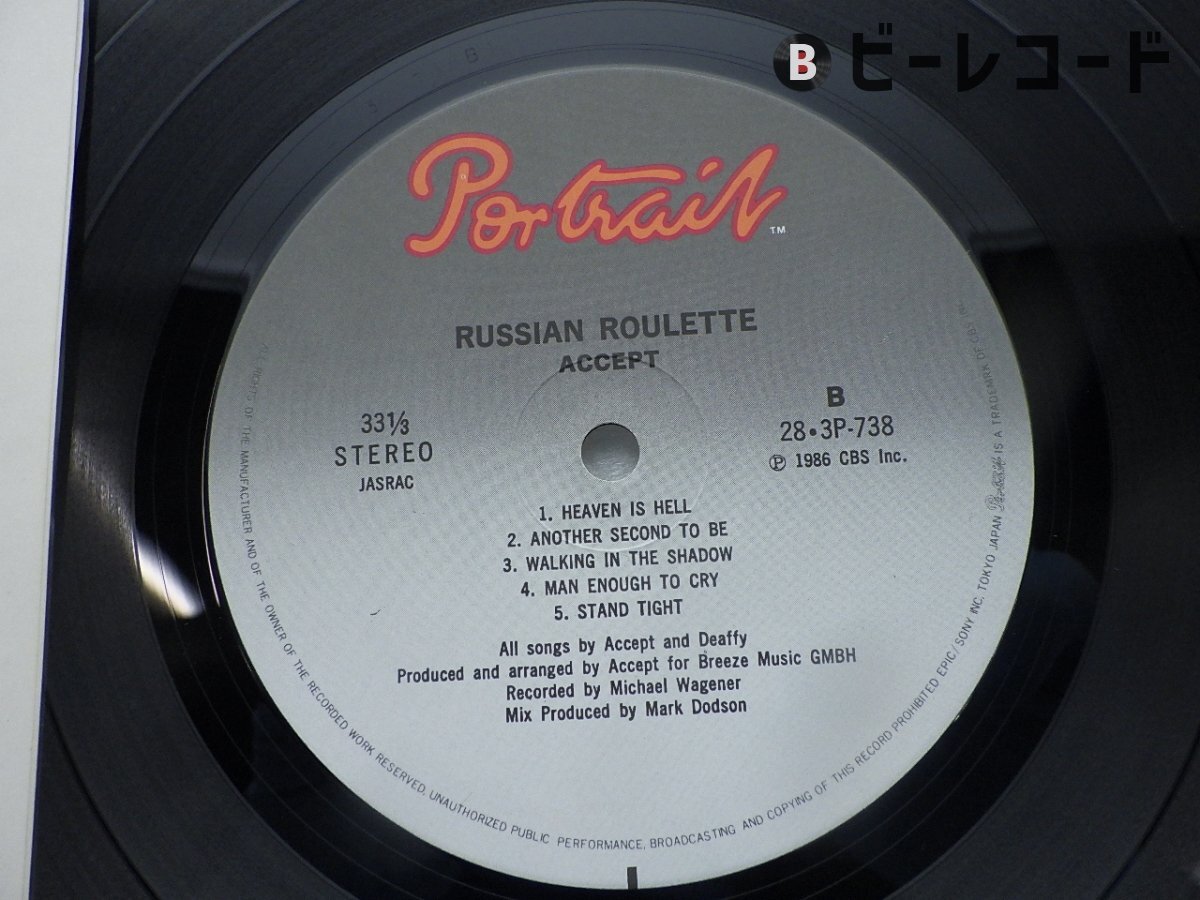 B ビーレコード
Portrait
TM
RUSSIAN ROULETTE
ACCEPT
33⅓
STEREO
JASRAC
B
28•3P-738
Ⓟ 1986 CBS Inc.
1. HEAVEN IS HELL
2. ANOTHER SECOND TO BE
3. WALKING IN THE SHADOW
4. MAN ENOUGH TO CRY
5. STAND TIGHT
All songs by Accept and Deaffy
Produced and arranged by Accept for Breeze Music GMBH
Recorded by Michael Wagener
Mix Produced by Mark Dodson
ALL RIGHTS OF THE MANUFACTURER AND OF THE OWNER OF THE RECORDED WORK RESERVED, UNAUTHORIZED PUBLIC PERFORMANCE, BROADCASTING AND COPYING OF THIS RECORD PROHIBITED EPIC/SONY INC. TOKYO JAPAN Portrait IS A TRADEMARK OF CBS Inc.